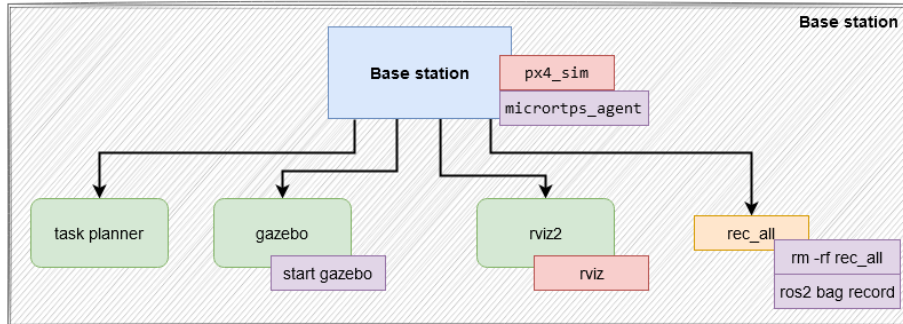 Base station
Base station
px4_sim
micrortps_agent
task planner
gazebo
start gazebo
rviz2
rviz
rec_all
rm -rf rec_all
ros2 bag record